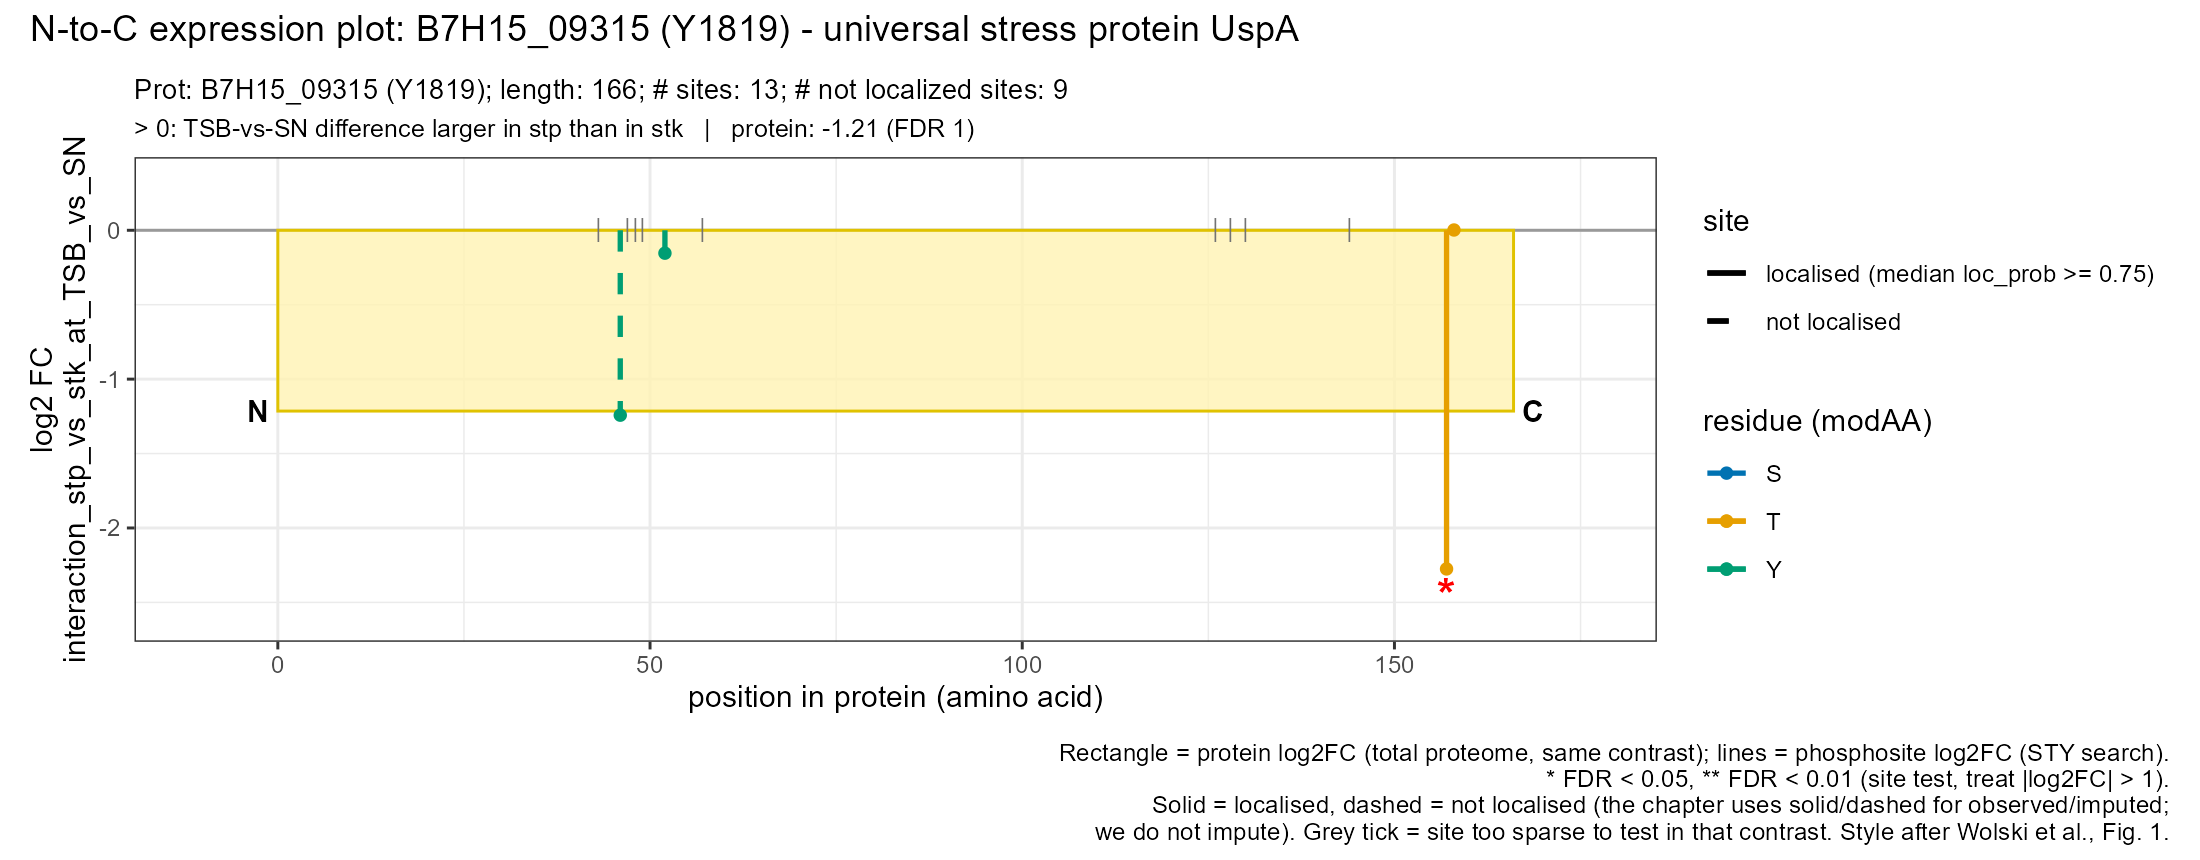 N-to-C expression plot: B7H15_09315 (Y1819) - universal stress protein UspA
Prot: B7H15_09315 (Y1819); length: 166; # sites: 13; # not localized sites: 9
> 0: TSB-vs-SN difference larger in stp than in stk | protein: -1.21 (FDR 1)
log2 FC
interaction_stp_vs_stk_at_TSB_vs_SN
0
-1
-2
N
C
*
0
50
100
150
position in protein (amino acid)
site
localised (median loc_prob >= 0.75)
not localised
residue (modAA)
S
T
Y
Rectangle = protein log2FC (total proteome, same contrast); lines = phosphosite log2FC (STY search).
* FDR < 0.05, ** FDR < 0.01 (site test, treat |log2FC| > 1).
Solid = localised, dashed = not localised (the chapter uses solid/dashed for observed/imputed;
we do not impute). Grey tick = site too sparse to test in that contrast. Style after Wolski et al., Fig. 1.